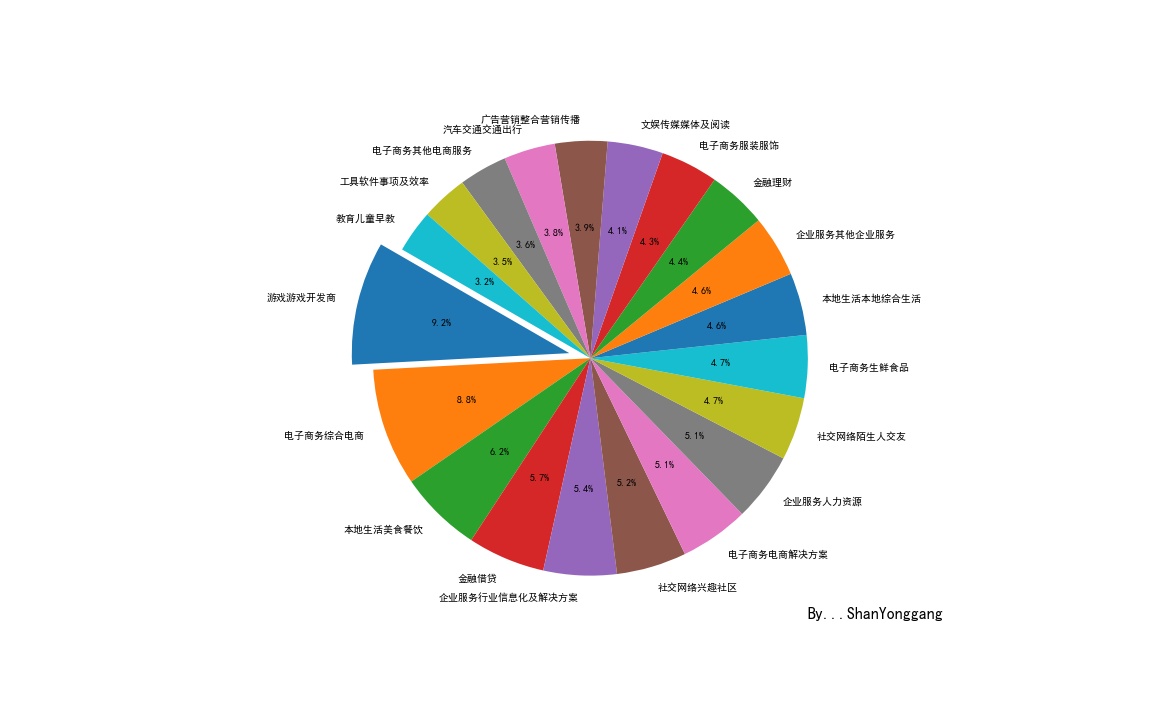 广告营销整合营销传播
文娱传媒媒体及阅读
汽车交通交通出行
电子商务服装服饰
电子商务其他电商服务
工具软件事项及效率
金融理财
教育儿童早教
企业服务其他企业服务
游戏游戏开发商
本地生活本地综合生活
电子商务生鲜食品
电子商务综合电商
社交网络陌生人交友
企业服务人力资源
本地生活美食餐饮
电子商务电商解决方案
金融借贷
社交网络兴趣社区
企业服务行业信息化及解决方案
3.9%
4.1%
3.8%
4.3%
3.6%
3.5%
4.4%
3.2%
4.6%
9.2%
4.6%
4.7%
8.8%
4.7%
5.1%
6.2%
5.1%
5.7%
5.2%
5.4%
By...ShanYonggang